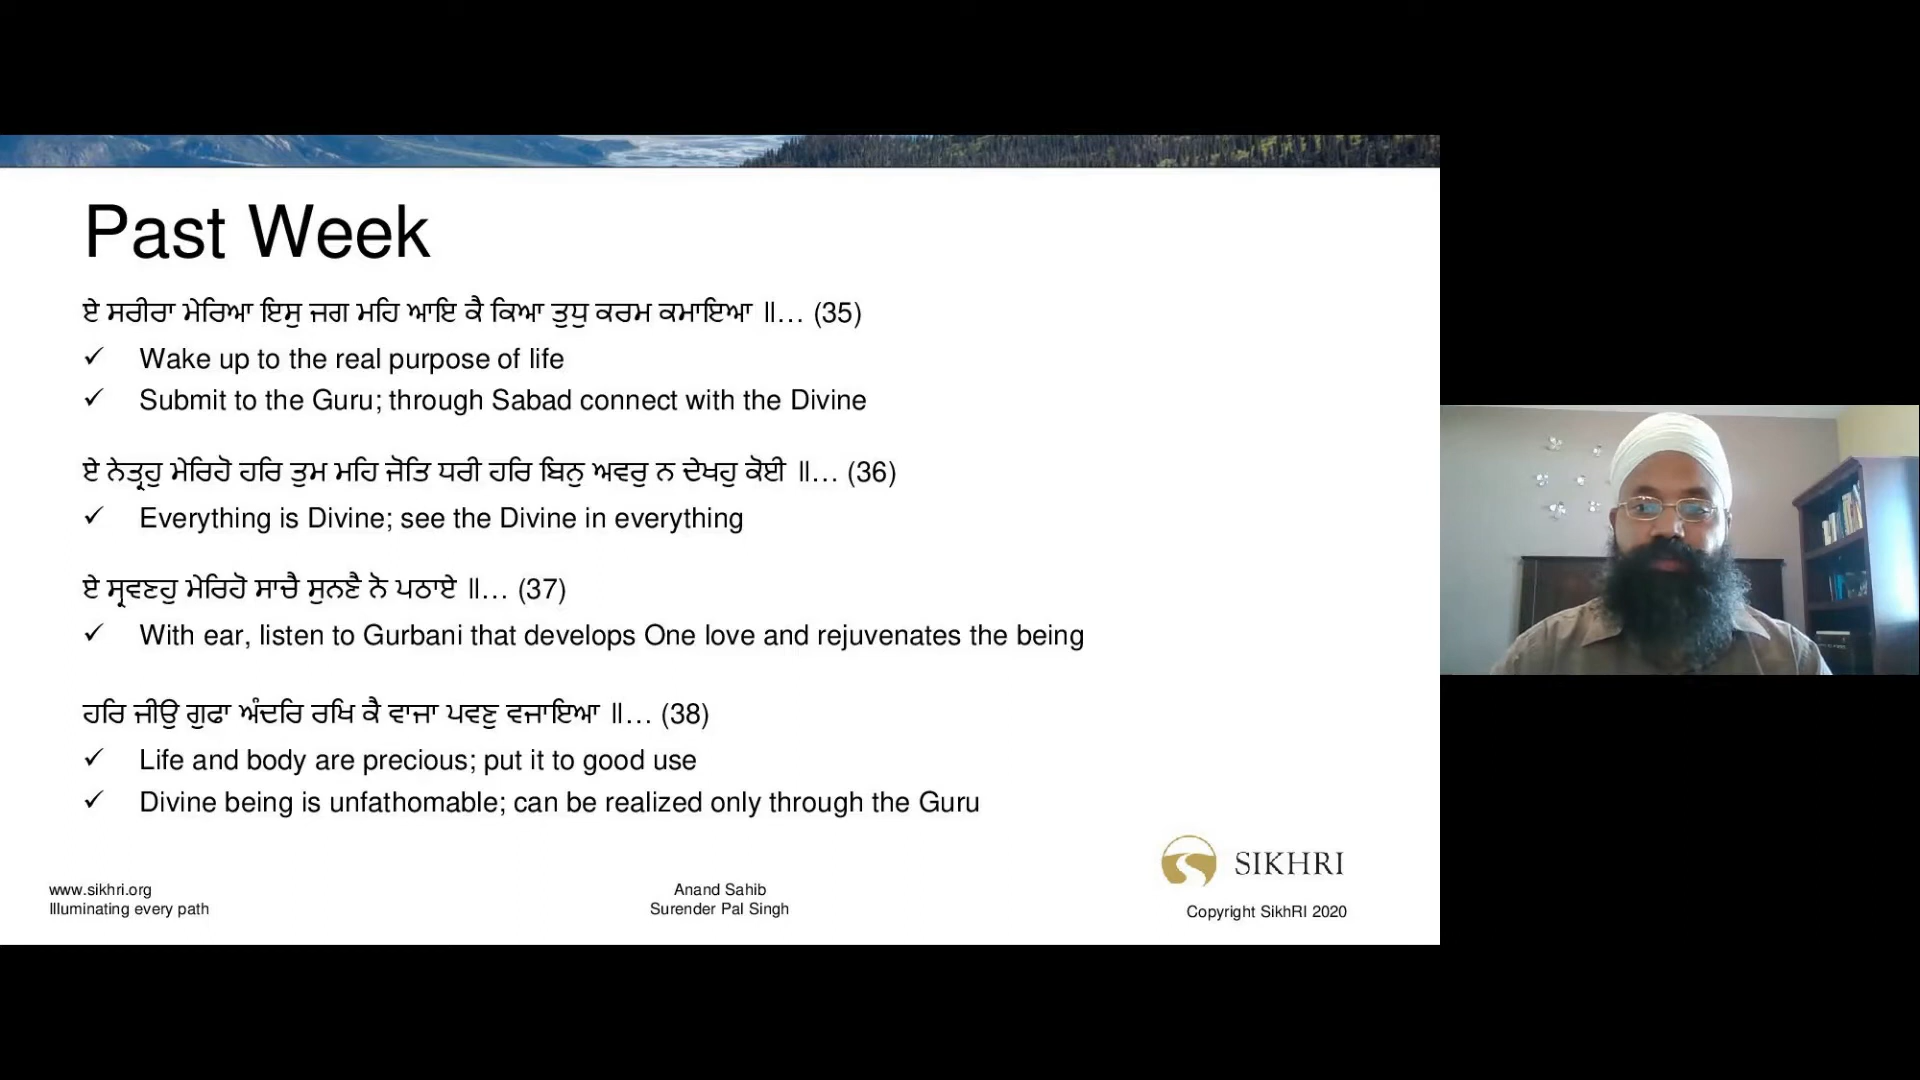 Past Week
ਏ ਸਰੀਰਾ ਮੇਰਿਆ ਇਸੁ ਜਗ ਮਹਿ ਆਇ ਕੈ ਕਿਆ ਤੁਧੁ ਕਰਮ ਕਮਾਇਆ ॥… (35)
✓ Wake up to the real purpose of life
✓ Submit to the Guru; through Sabad connect with the Divine
ਏ ਨੇਤ੍ਰਹੁ ਮੇਰਿਹੋ ਹਰਿ ਤੁਮ ਮਹਿ ਜੋਤਿ ਧਰੀ ਹਰਿ ਬਿਨੁ ਅਵਰੁ ਨ ਦੇਖਹੁ ਕੋਈ ॥… (36)
✓ Everything is Divine; see the Divine in everything
ਏ ਸ੍ਰਵਣਹੁ ਮੇਰਿਹੋ ਸਾਚੈ ਸੁਨਣੈ ਨੋ ਪਠਾਏ ॥… (37)
✓ With ear, listen to Gurbani that develops One love and rejuvenates the being
ਹਰਿ ਜੀਉ ਗੁਫਾ ਅੰਦਰਿ ਰਖਿ ਕੈ ਵਾਜਾ ਪਵਣੁ ਵਜਾਇਆ ॥… (38)
✓ Life and body are precious; put it to good use
✓ Divine being is unfathomable; can be realized only through the Guru
SIKHRI
www.sikhri.org
Illuminating every path
Anand Sahib
Surender Pal Singh
Copyright SikhRI 2020